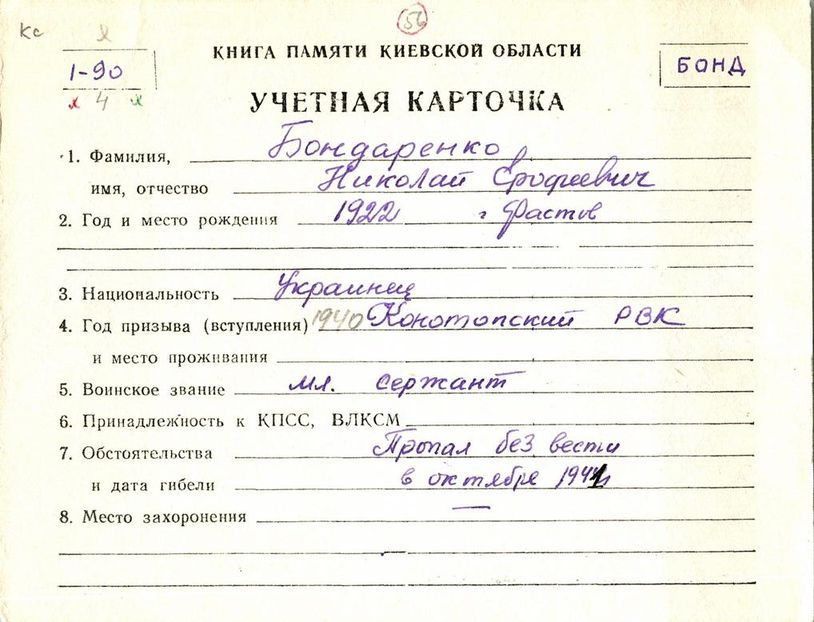 Кс
56
КНИГА ПАМЯТИ КИЕВСКОЙ ОБЛАСТИ
1-90
БОНД
х 4 х
УЧЕТНАЯ КАРТОЧКА
1. Фамилия, Бондаренко
имя, отчество Николай Ерофеевич
2. Год и место рождения 1922 г Фастов
3. Национальность Украинец
4. Год призыва (вступления) 1940 Конотопский РВК
и место проживания
5. Воинское звание мл. сержант
6. Принадлежность к КПСС, ВЛКСМ
7. Обстоятельства Пропал без вести
и дата гибели в октябре
8. Место захоронения —